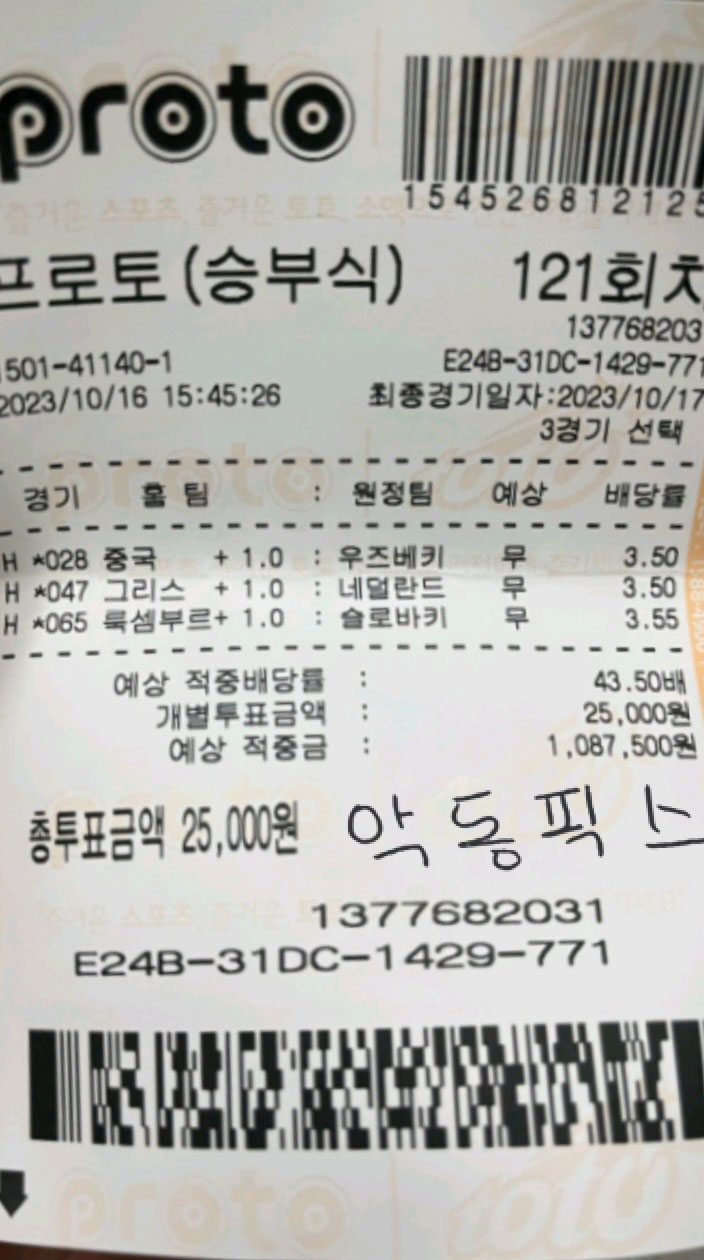 proto
1545268121 25
프로토(승부식) 121회차
137768203
1501-41140-1 E24B-31DC-1429-771
2023/10/16 15:45:26 최종경기일자:2023/10/17
3경기 선택
경기 홈 팀 : 원정팀 예상 배당률
H *028 중국 + 1.0 : 우즈베키 무 3.50
H *047 그리스 + 1.0 : 네덜란드 무 3.50
H *065 룩셈부르+ 1.0 : 슬로바키 무 3.55
예상 적중배당률 : 43.50배
개별투표금액 : 25,000원
예상 적중금 : 1,087,500원
총투표금액 25,000원 악동픽스
1377682031
E24B-31DC-1429-771
proto totu